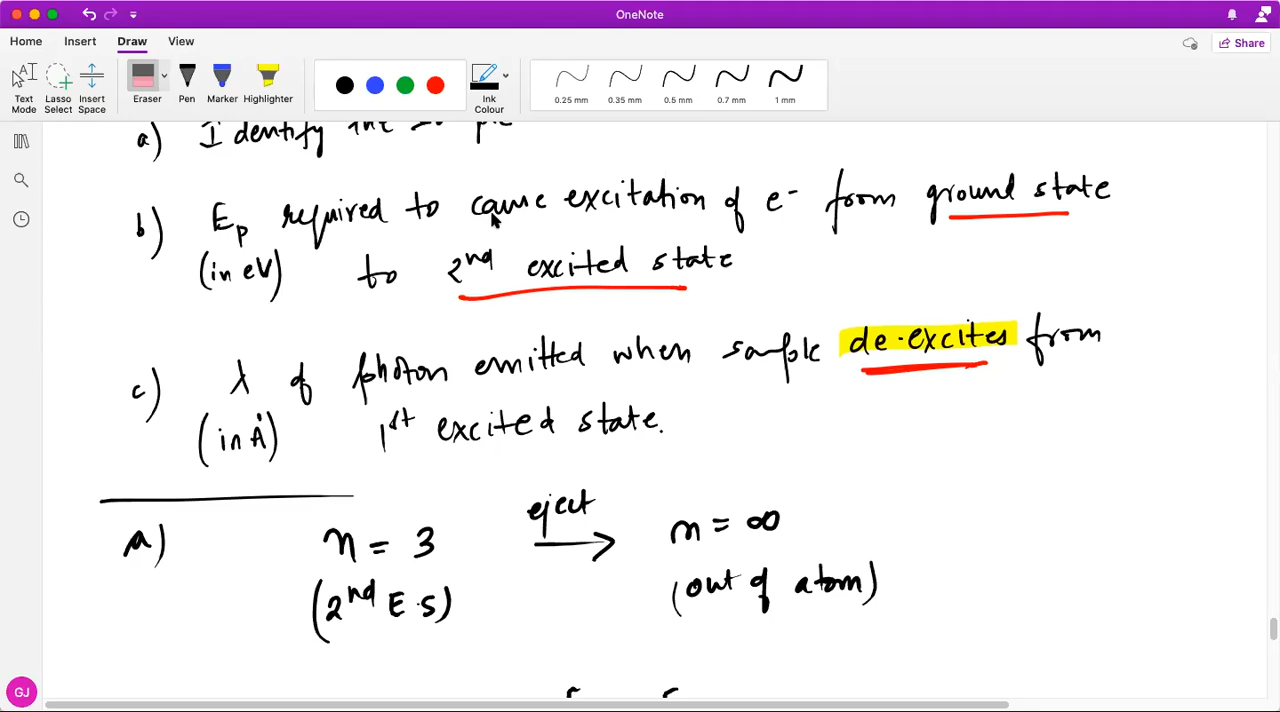 OneNote
Home Insert Draw View
Share
Text Mode
Lasso Select
Insert Space
Eraser
Pen
Marker
Highlighter
Ink Colour
0.25 mm
0.35 mm
0.5 mm
0.7 mm
1 mm
a) Identify the
b) Ep required to cause excitation of e- from ground state
(in eV) to 2nd excited state
c) λ of photon emitted when sample de-excites from
(in Å) 1st excited state.
a) n = 3 eject → n = ∞
(2nd E.S) (out of atom)
GJ